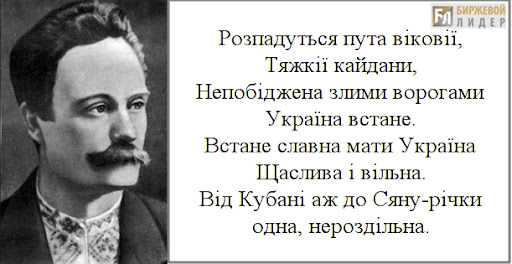 БИРЖЕВОЙ
ЛИДЕР
Розпадуться пута віковії,
Тяжкії кайдани,
Непобіджена злими ворогами
Україна встане.
Встане славна мати Україна
Щаслива і вільна.
Від Кубані аж до Сяну-річки
одна, нероздільна.